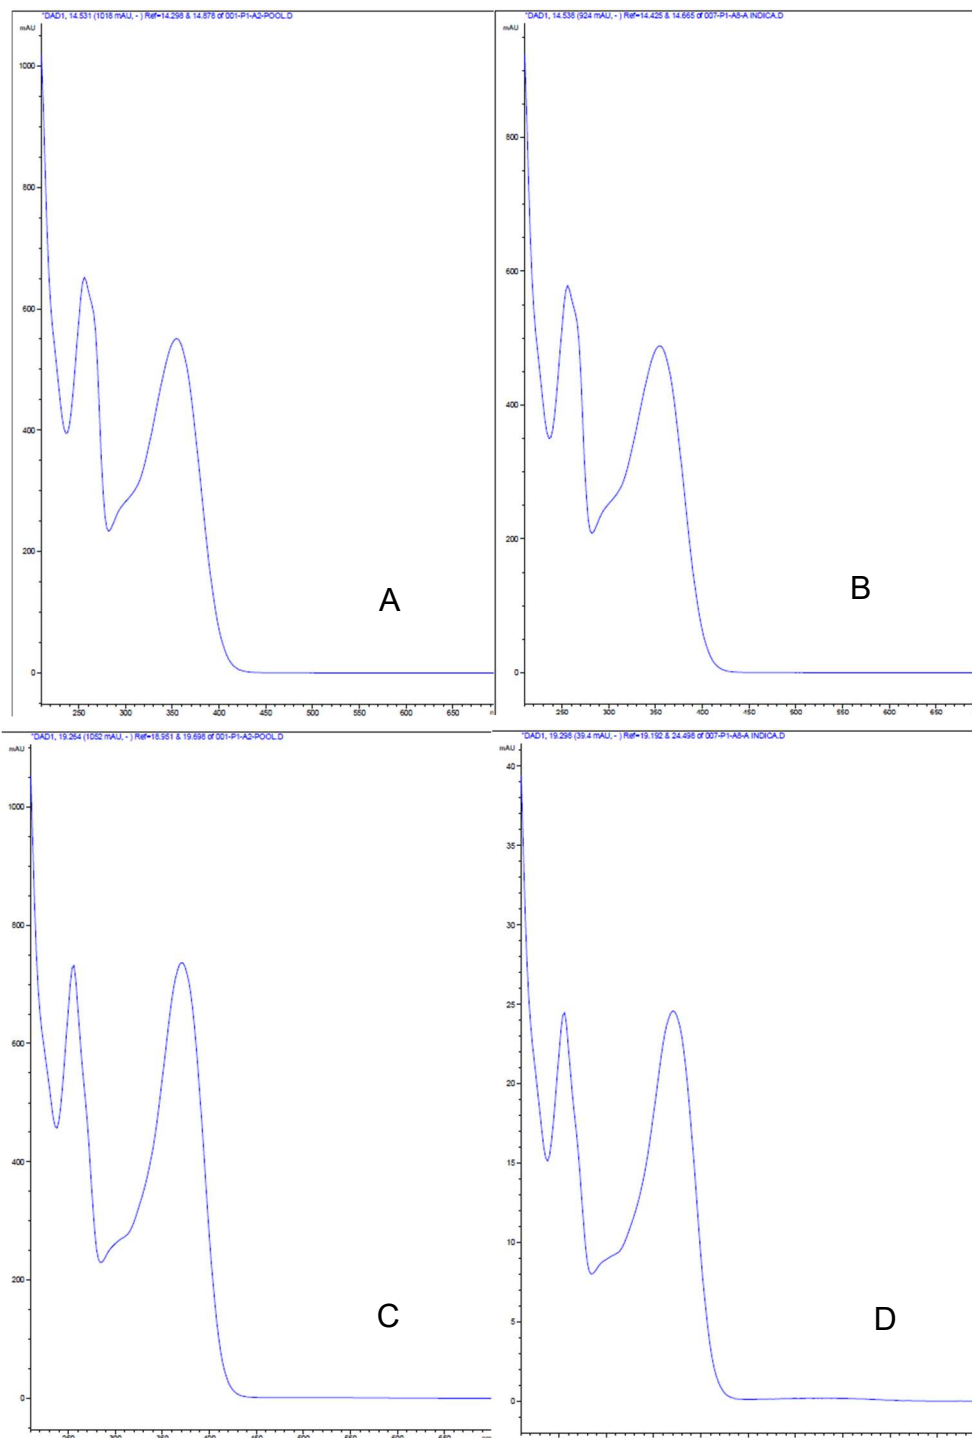 *DAD1, 14.531 (1018 mAU, - ) Ref=14.298 & 14.878 of 001-P1-A2-POOL.D
mAU
1000
800
600
400
200
0
250 300 350 400 450 500 550 600 650
A
*DAD1, 14.538 (924 mAU, - ) Ref=14.425 & 14.665 of 007-P1-A8-A INDICA.D
mAU
800
600
400
200
0
250 300 350 400 450 500 550 600 650
B
*DAD1, 19.264 (1052 mAU, - ) Ref=18.951 & 19.698 of 001-P1-A2-POOL.D
mAU
1000
800
600
400
200
0
250 300 350 400 450 500 550 600 650
C
*DAD1, 19.298 (39.4 mAU, - ) Ref=19.192 & 24.498 of 007-P1-A8-A INDICA.D
mAU
40
35
30
25
20
15
10
5
0
D